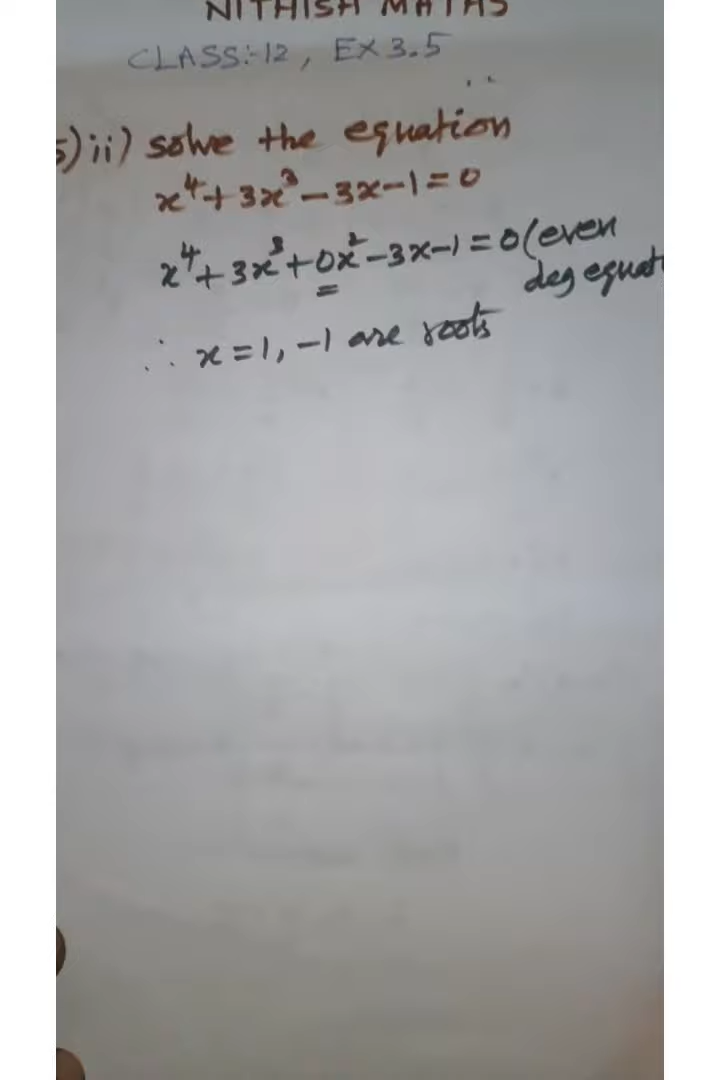 NITHISH MATHS
CLASS:-12, EX 3.5
5) ii) solve the equation
x⁴+3x³-3x-1=0
x⁴+3x³+0x²-3x-1=0 (even
deg equat
∴ x=1, -1 are roots